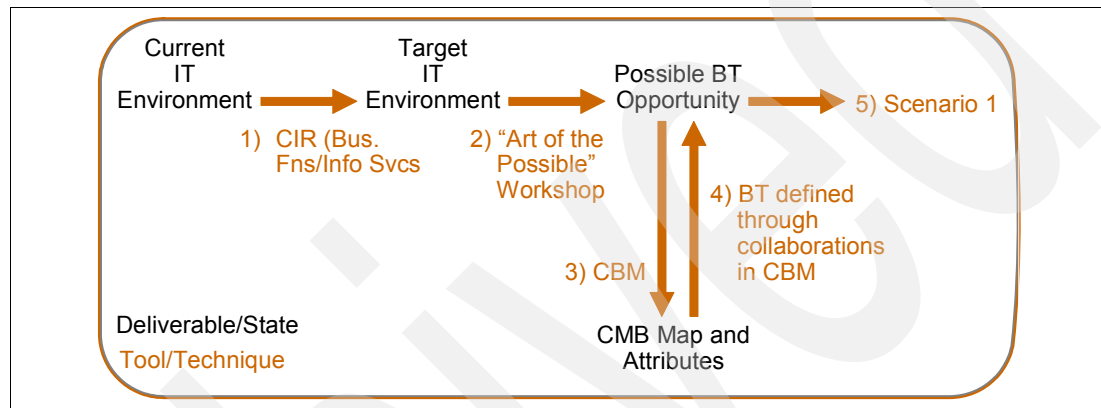 Current
IT
Environment
Target
IT
Environment
Possible BT
Opportunity
5) Scenario 1
1) CIR (Bus.
Fns/Info Svcs
2) “Art of the
Possible”
Workshop
3) CBM
4) BT defined
through
collaborations
in CBM
CMB Map and
Attributes
Deliverable/State
Tool/Technique